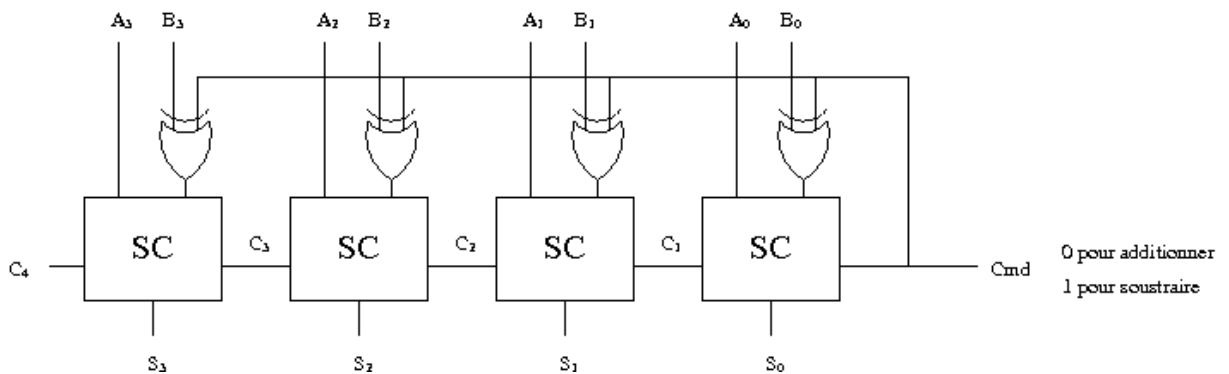 A₃ B₃ A₂ B₂ A₁ B₁ A₀ B₀
SC SC SC SC
C₄ C₃ C₂ C₁ Cmd
0 pour additionner
1 pour soustraire
S₃ S₂ S₁ S₀